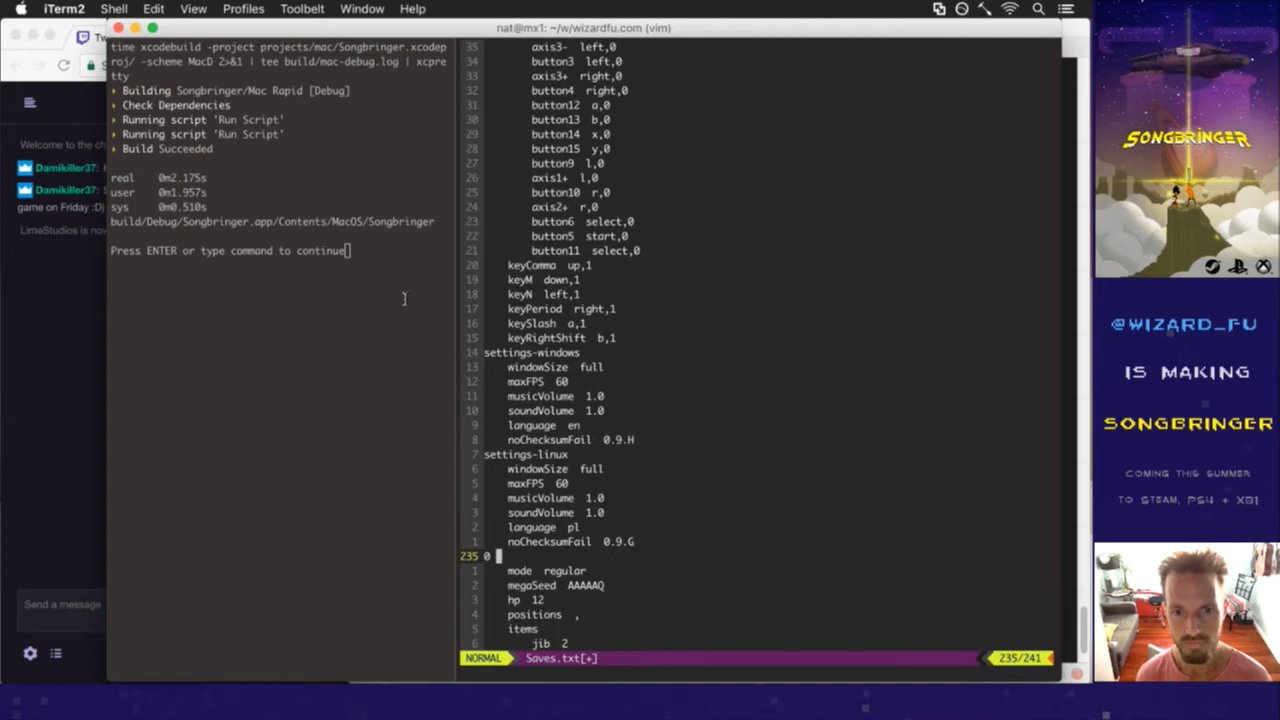 iTerm2 Shell Edit View Profiles Toolbelt Window Help
nat@mx1: ~/w/wizardfu.com (vim)
Tw
Welcome to the ch
Damikiller37: H
Damikiller37:
game on Friday :D)
LimeStudios is now
Send a message
time xcodebuild -project projects/mac/Songbringer.xcodep
roj/ -scheme MacD 2>&1 | tee build/mac-debug.log | xcpre
tty
Building Songbringer/Mac Rapid [Debug]
Check Dependencies
Running script 'Run Script'
Running script 'Run Script'
Build Succeeded
real 0m2.175s
user 0m1.957s
sys 0m0.510s
build/Debug/Songbringer.app/Contents/MacOS/Songbringer
Press ENTER or type command to continue
35 axis3- left,0
34 button3 left,0
33 axis3+ right,0
32 button4 right,0
31 button12 a,0
30 button13 b,0
29 button14 x,0
28 button15 y,0
27 button9 l,0
26 axis1+ l,0
25 button10 r,0
24 axis2+ r,0
23 button6 select,0
22 button5 start,0
21 button11 select,0
20 keyComma up,1
19 keyM down,1
18 keyN left,1
17 keyPeriod right,1
16 keySlash a,1
15 keyRightShift b,1
14 settings-windows
13 windowSize full
12 maxFPS 60
11 musicVolume 1.0
10 soundVolume 1.0
9 language en
8 noChecksumFail 0.9.H
7 settings-linux
6 windowSize full
5 maxFPS 60
4 musicVolume 1.0
3 soundVolume 1.0
2 language pl
1 noChecksumFail 0.9.G
235 0
1 mode regular
2 megaSeed AAAAAQ
3 hp 12
4 positions ,
5 items
6 jib 2
NORMAL Saves.txt[+] 235/241
SONGBRINGER
@WIZARD_FU
IS MAKING
SONGBRINGER
COMING THIS SUMMER
TO STEAM, PS4 + XB1